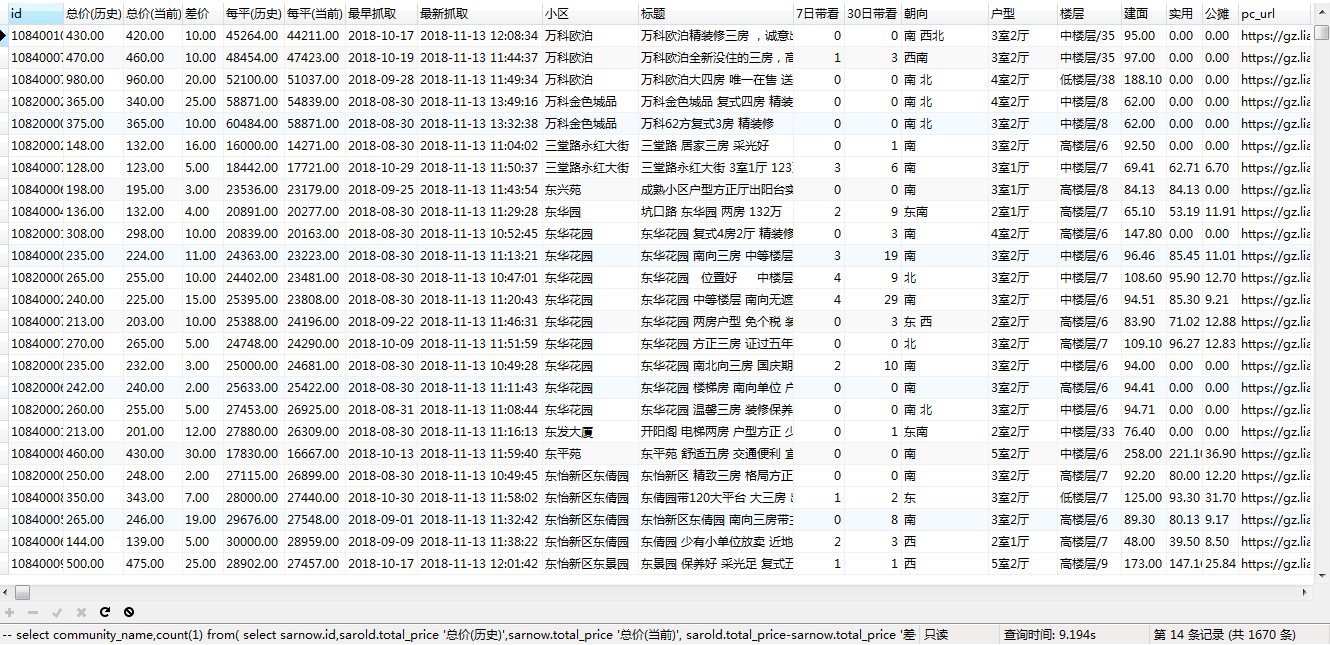 id 总价(历史) 总价(当前) 差价 每平(历史) 每平(当前) 最早抓取 最新抓取 小区 标题 7日带看 30日带看 朝向 户型 楼层 建面 实用 公摊 pc_url
10840010 430.00 420.00 10.00 45264.00 44211.00 2018-10-17 2018-11-13 12:08:34 万科欧泊 万科欧泊精装修三房 ，诚意 0 0 南 西北 3室2厅 中楼层/35 95.00 0.00 0.00 https://gz.lia
10840007 470.00 460.00 10.00 48454.00 47423.00 2018-10-19 2018-11-13 11:44:37 万科欧泊 万科欧泊全新没住的三房，高 1 3 西南 3室2厅 中楼层/35 97.00 0.00 0.00 https://gz.lia
10840007 980.00 960.00 20.00 52100.00 51037.00 2018-09-28 2018-11-13 11:49:34 万科欧泊 万科欧泊大四房 唯一在售 送 0 0 南 北 4室2厅 低楼层/38 188.10 0.00 0.00 https://gz.lia
10820002 365.00 340.00 25.00 58871.00 54839.00 2018-08-30 2018-11-13 13:49:16 万科金色城品 万科金色城品 复式四房 精装 0 0 南 北 4室2厅 中楼层/8 62.00 0.00 0.00 https://gz.lia
10820000 375.00 365.00 10.00 60484.00 58871.00 2018-08-30 2018-11-13 13:32:38 万科金色城品 万科62方复式3房 精装修 0 0 南 北 3室2厅 中楼层/8 62.00 0.00 0.00 https://gz.lia
10820002 148.00 132.00 16.00 16000.00 14271.00 2018-08-30 2018-11-13 11:04:02 三堂路永红大街 三堂路 居家三房 采光好 0 1 南 3室2厅 高楼层/6 92.50 0.00 0.00 https://gz.lia
10840007 128.00 123.00 5.00 18442.00 17721.00 2018-10-29 2018-11-13 11:50:37 三堂路永红大街 三堂路永红大街 3室1厅 123 3 6 南 3室1厅 中楼层/7 69.41 62.71 6.70 https://gz.lia
10840006 198.00 195.00 3.00 23536.00 23179.00 2018-09-25 2018-11-13 11:43:54 东兴苑 成熟小区户型方正厅出阳台实 0 0 南 3室1厅 高楼层/8 84.13 84.13 0.00 https://gz.lia
10840004 136.00 132.00 4.00 20891.00 20277.00 2018-08-30 2018-11-13 11:29:28 东华园 坑口路 东华园 两房 132万 2 9 东南 2室1厅 高楼层/7 65.10 53.19 11.91 https://gz.lia
10820001 308.00 298.00 10.00 20839.00 20163.00 2018-08-30 2018-11-13 10:52:45 东华花园 东华花园 复式4房2厅 精装修 0 3 南 4室2厅 高楼层/6 147.80 0.00 0.00 https://gz.lia
10840000 235.00 224.00 11.00 24363.00 23223.00 2018-08-30 2018-11-13 11:13:21 东华花园 东华花园 南向三房 中等楼层 3 19 南 3室2厅 中楼层/6 96.46 85.45 11.01 https://gz.lia
10820000 265.00 255.00 10.00 24402.00 23481.00 2018-08-30 2018-11-13 10:47:01 东华花园 东华花园 位置好 中楼层 4 9 北 3室2厅 中楼层/7 108.60 95.90 12.70 https://gz.lia
10840002 240.00 225.00 15.00 25395.00 23808.00 2018-08-30 2018-11-13 11:20:43 东华花园 东华花园 中等楼层 南向无遮 4 29 南 3室2厅 中楼层/6 94.51 85.30 9.21 https://gz.lia
10840007 213.00 203.00 10.00 25388.00 24196.00 2018-09-22 2018-11-13 11:46:31 东华花园 东华花园 两房户型 免个税 装 0 3 东 西 2室2厅 高楼层/6 83.90 71.02 12.88 https://gz.lia
10840007 270.00 265.00 5.00 24748.00 24290.00 2018-10-09 2018-11-13 11:51:59 东华花园 东华花园 方正三房 证过五年 0 0 北 3室2厅 高楼层/7 109.10 96.27 12.83 https://gz.lia
10820000 235.00 232.00 3.00 25000.00 24681.00 2018-08-30 2018-11-13 10:49:28 东华花园 东华花园 南北向三房 国庆期 2 10 南 3室2厅 中楼层/6 94.00 0.00 0.00 https://gz.lia
10820006 242.00 240.00 2.00 25633.00 25422.00 2018-08-30 2018-11-13 11:11:43 东华花园 东华花园 楼梯房 南向单位 户 0 0 南 3室2厅 高楼层/6 94.41 0.00 0.00 https://gz.lia
10820002 260.00 255.00 5.00 27453.00 26925.00 2018-08-31 2018-11-13 11:08:44 东华花园 东华花园 温馨三房 装修保养 0 0 南 北 3室2厅 中楼层/6 94.71 0.00 0.00 https://gz.lia
10840001 213.00 201.00 12.00 27880.00 26309.00 2018-08-30 2018-11-13 11:16:13 东发大厦 开阳阁 电梯两房 户型方正 少 0 1 东南 2室2厅 中楼层/33 76.40 0.00 0.00 https://gz.lia
10840008 460.00 430.00 30.00 17830.00 16667.00 2018-10-13 2018-11-13 11:59:40 东平苑 东平苑 舒适五房 交通便利 宜 0 1 南 5室2厅 中楼层/6 258.00 221.10 36.90 https://gz.lia
10820000 250.00 248.00 2.00 27115.00 26899.00 2018-08-30 2018-11-13 10:49:45 东怡新区东倩园 东怡新区 精致三房 格局方正 0 0 南 3室2厅 高楼层/7 92.20 80.00 12.20 https://gz.lia
10840008 350.00 343.00 7.00 28000.00 27440.00 2018-10-30 2018-11-13 11:58:02 东怡新区东倩园 东倩园带120大平台 大三房 1 2 东 3室2厅 低楼层/7 125.00 93.30 31.70 https://gz.lia
10840005 265.00 246.00 19.00 29676.00 27548.00 2018-09-01 2018-11-13 11:32:42 东怡新区东倩园 东怡新区东倩园 南向三房带主 0 8 南 3室2厅 高楼层/6 89.30 80.13 9.17 https://gz.lia
10840006 144.00 139.00 5.00 30000.00 28959.00 2018-09-09 2018-11-13 11:38:22 东怡新区东倩园 东倩园 少有小单位放卖 近地 2 3 西 2室1厅 高楼层/7 48.00 39.50 8.50 https://gz.lia
10840009 500.00 475.00 25.00 28902.00 27457.00 2018-10-17 2018-11-13 12:01:42 东怡新区东景园 东景园 保养好 采光足 复式五 1 1 西 5室2厅 高楼层/9 173.00 147.16 25.84 https://gz.lia
-- select community_name,count(1) from( select sarnow.id,sarold.total_price '总价(历史)',sarnow.total_price '总价(当前)', sarold.total_price-sarnow.total_price '差 只读 查询时间: 9.194s 第 14 条记录 (共 1670 条)